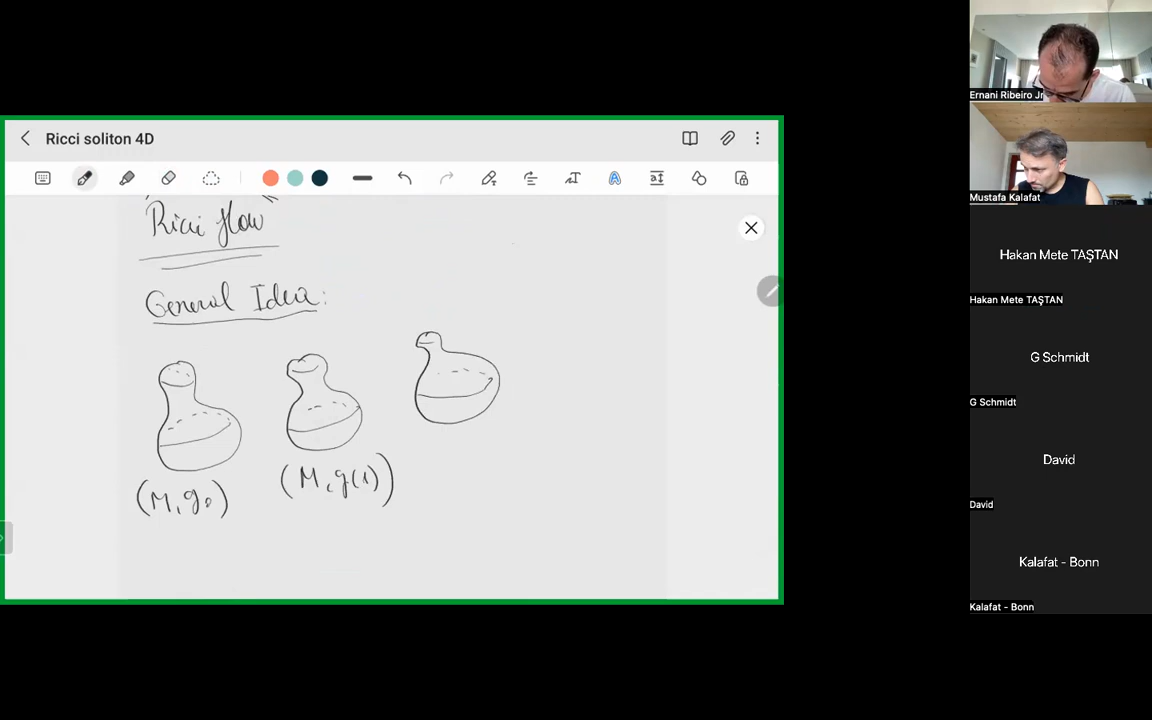 Ricci soliton 4D
"Ricci flow"
General Idea:
(M, g₀)
(M, g(1))
Ernani Ribeiro Jr
Mustafa Kalafat
Hakan Mete TAŞTAN
Hakan Mete TAŞTAN
G Schmidt
G Schmidt
David
David
Kalafat - Bonn
Kalafat - Bonn